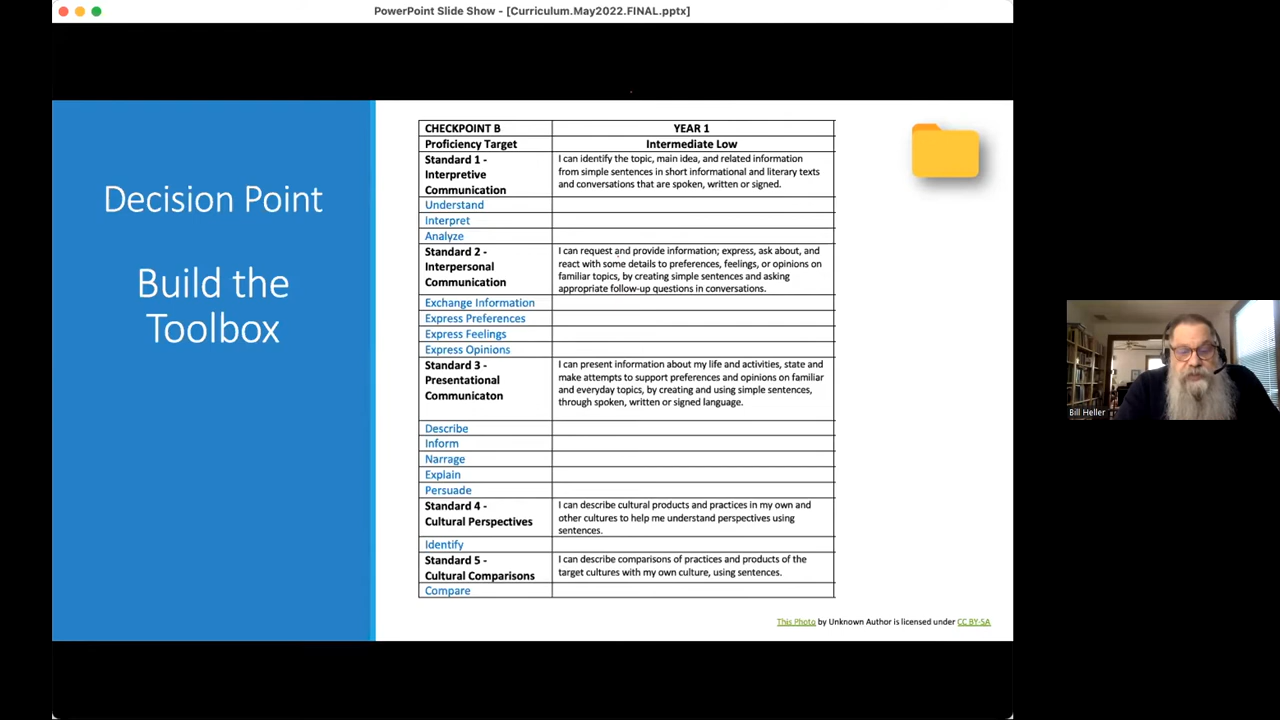 PowerPoint Slide Show - [Curriculum.May2022.FINAL.pptx]
Decision Point
Build the
Toolbox
CHECKPOINT B
YEAR 1
Proficiency Target
Intermediate Low
Standard 1 -
Interpretive
Communication
I can identify the topic, main idea, and related information
from simple sentences in short informational and literary texts
and conversations that are spoken, written or signed.
Understand
Interpret
Analyze
Standard 2 -
Interpersonal
Communication
I can request and provide information; express, ask about, and
react with some details to preferences, feelings, or opinions on
familiar topics, by creating simple sentences and asking
appropriate follow-up questions in conversations.
Exchange Information
Express Preferences
Express Feelings
Express Opinions
Standard 3 -
Presentational
Communicaton
I can present information about my life and activities, state and
make attempts to support preferences and opinions on familiar
and everyday topics, by creating and using simple sentences,
through spoken, written or signed language.
Describe
Inform
Narrage
Explain
Persuade
Standard 4 -
Cultural Perspectives
I can describe cultural products and practices in my own and
other cultures to help me understand perspectives using
sentences.
Identify
Standard 5 -
Cultural Comparisons
I can describe comparisons of practices and products of the
target cultures with my own culture, using sentences.
Compare
This Photo by Unknown Author is licensed under CC BY-SA
Bill Heller